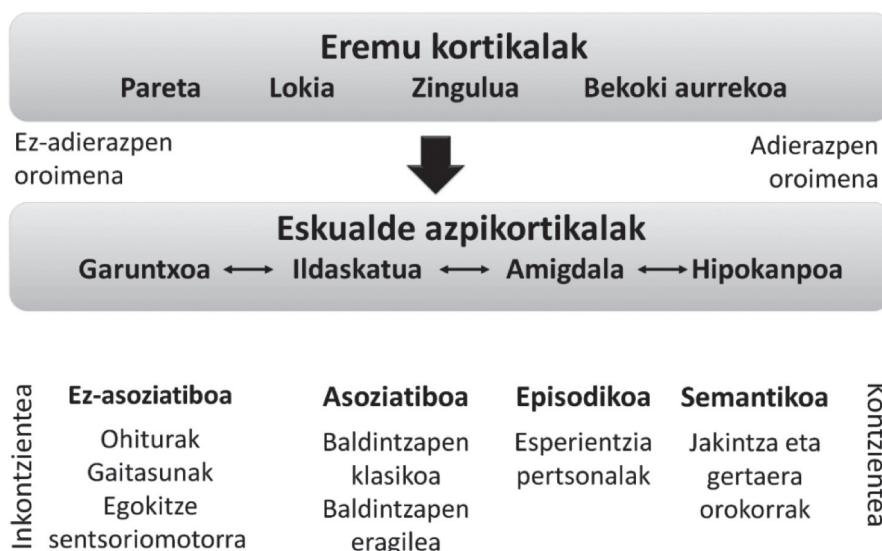 Eremu kortikalak
Pareta Lokia Zingulua Bekoki aurrekoa
Ez-adierazpen
oroimena
Adierazpen
oroimena
Eskualde azpikortikalak
Garuntxoa Ildaskatua Amigdala Hipokanpoa
Inkontzientea
Ez-asoziatiboa
Ohiturak
Gaitasunak
Egokitze
sentsoriomotorra
Asoziatiboa
Baldintzapen
klasikoa
Baldintzapen
eragilea
Episodikoa
Esperientzia
pertsonalak
Semantikoa
Jakintza eta
gertaera
orokorrak
Kontzientea